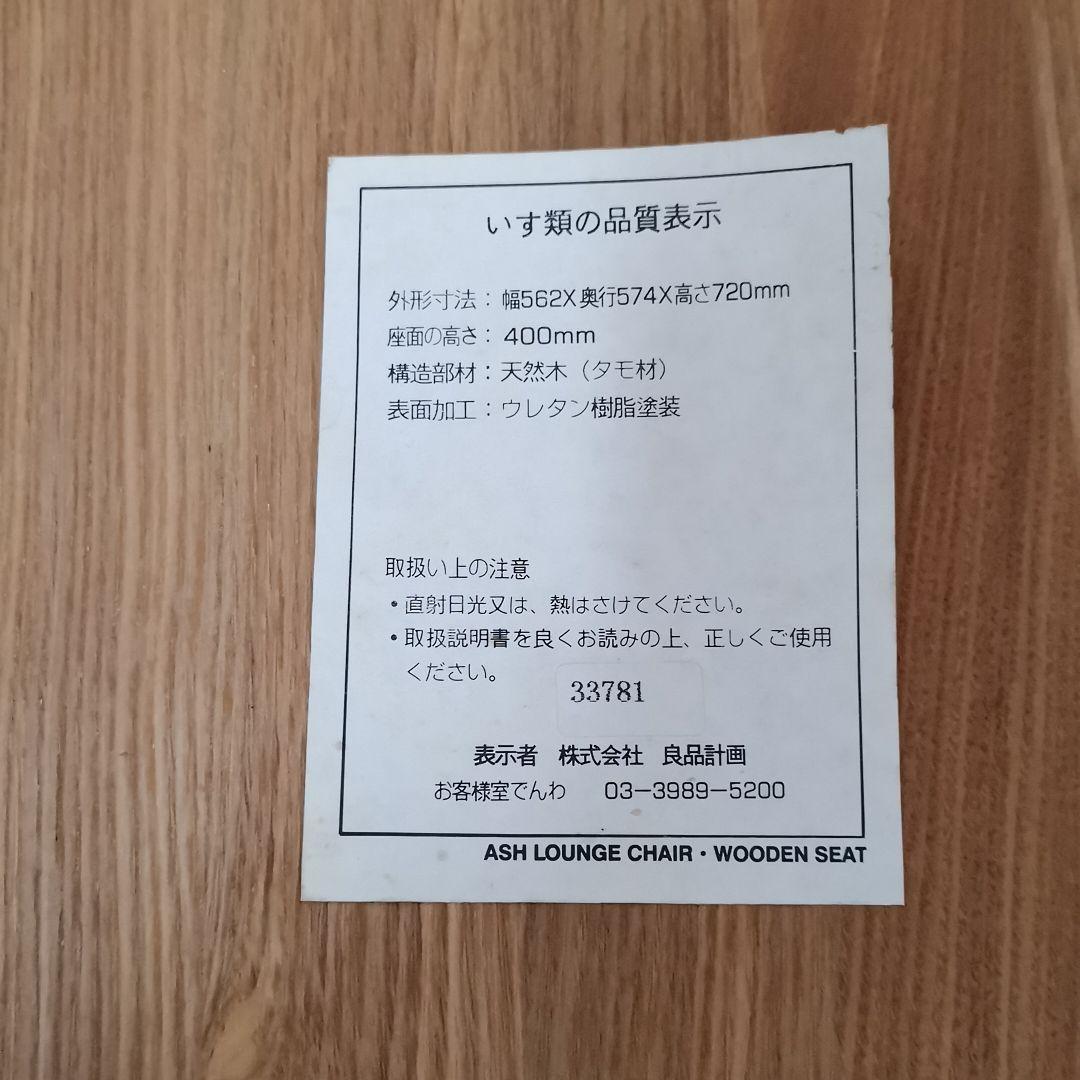 いす類の品質表示
外形寸法：幅562X奥行574X高さ720mm
座面の高さ：400mm
構造部材：天然木（タモ材）
表面加工：ウレタン樹脂塗装
取扱い上の注意
・直射日光又は、熱はさけてください。
・取扱説明書を良くお読みの上、正しくご使用
ください。
33781
表示者 株式会社 良品計画
お客様室でんわ 03-3989-5200
ASH LOUNGE CHAIR・WOODEN SEAT